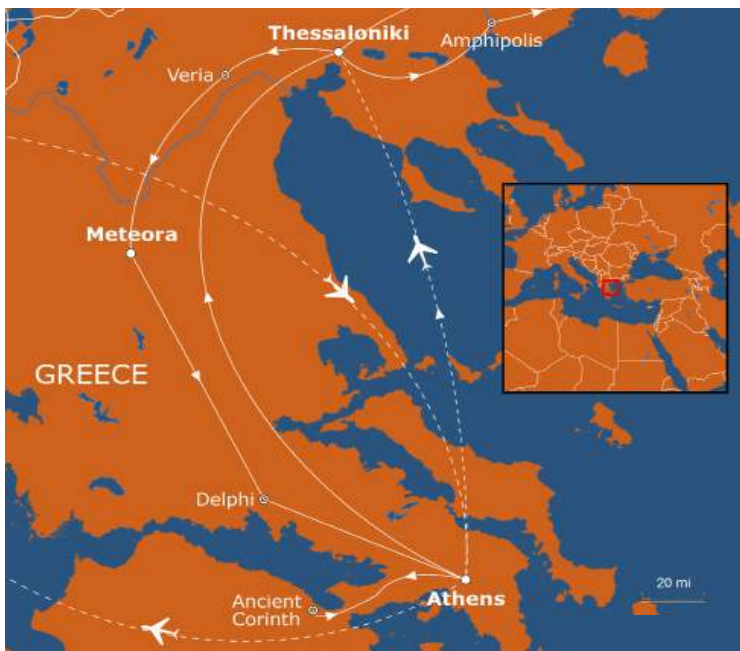 Thessaloniki
Amphipolis
Veria
Meteora
GREECE
Delphi
20 mi
Ancient
Corinth
Athens